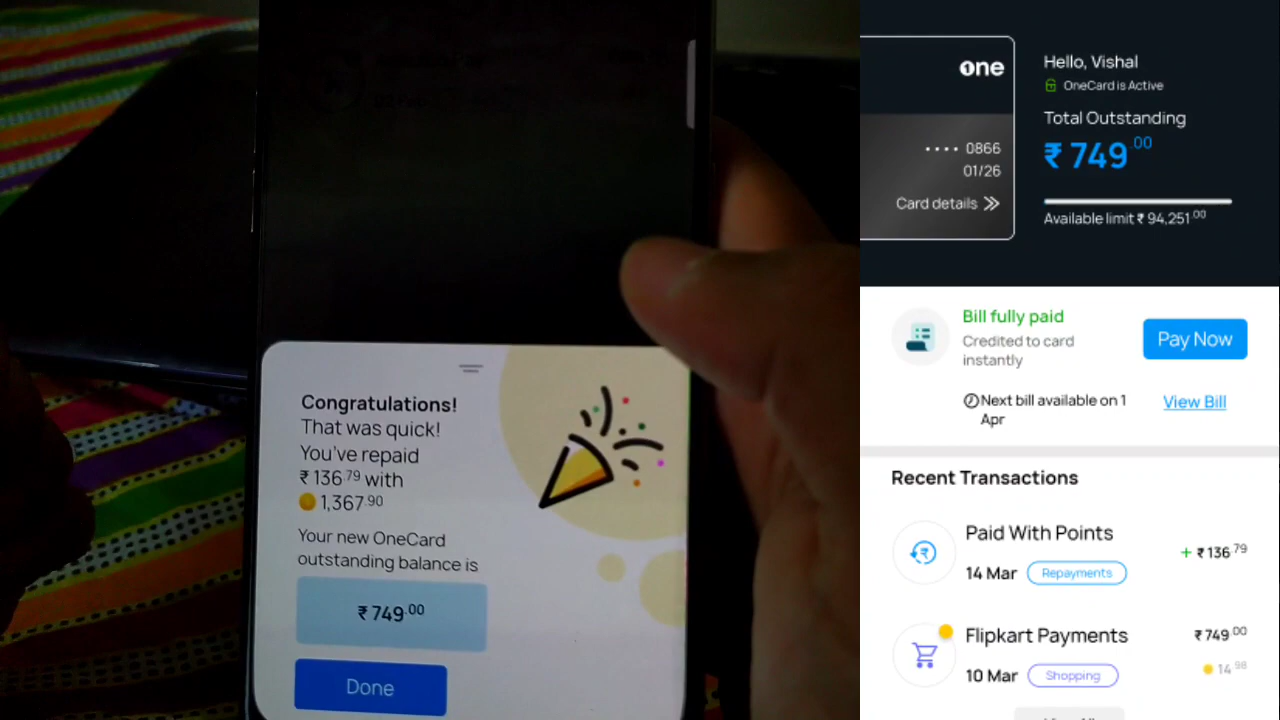 Congratulations!
That was quick!
You've repaid
₹ 136.79 with
1,367.90
Your new OneCard
outstanding balance is
₹ 749.00
Done
one
Hello, Vishal
OneCard is Active
Total Outstanding
₹ 749.00
•••• 0866
01/26
Card details
Available limit ₹ 94,251.00
Bill fully paid
Credited to card
instantly
Pay Now
Next bill available on 1
Apr
View Bill
Recent Transactions
Paid With Points
+ ₹ 136.79
14 Mar Repayments
Flipkart Payments
₹ 749.00
10 Mar Shopping
14.98